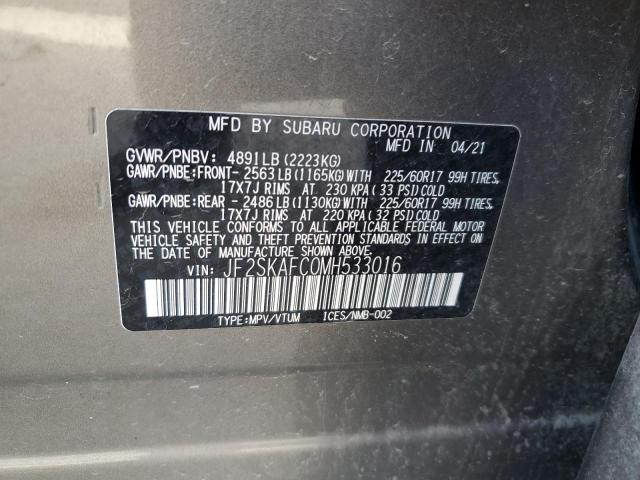 MFD BY SUBARU CORPORATION
MFD IN 04/21
GVWR/PNBV: 4891LB(2223KG)
GAWR/PNBE:FRONT-2563LB(1165KG)WITH 225/60R17 99H TIRES,
17X7J RIMS AT 230 KPA(33 PSI)COLD
GAWR/PNBE:REAR -2486LB(1130KG)WITH 225/60R17 99H TIRES,
17X7J RIMS AT 220 KPA(32 PSI)COLD
THIS VEHICLE CONFORMS TO ALL APPLICABLE FEDERAL MOTOR
VEHICLE SAFETY AND THEFT PREVENTION STANDARDS IN EFFECT ON
THE DATE OF MANUFACTURE SHOWN ABOVE.
VIN: JF2SKAFC0MH533016
TYPE:MPV/VTUM ICES/NMB-002